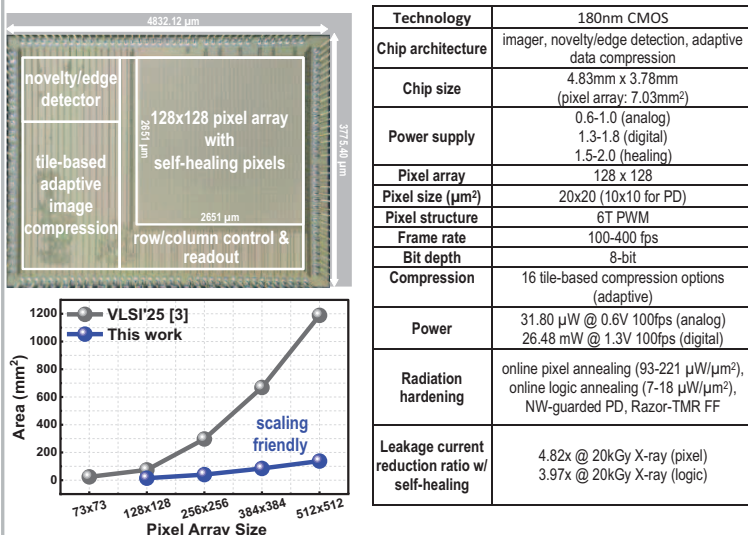 4832.12 µm
novelty/edge
detector
128x128 pixel array
with
self-healing pixels
2651 µm
3775.40 µm
tile-based
adaptive
image
compression
2651 µm
row/column control &
readout
VLSI'25 [3]
This work
scaling
friendly
Area (mm²)
1200
1000
800
600
400
200
0
73x73 128x128 256x256 384x384 512x512
Pixel Array Size
Technology 180nm CMOS
Chip architecture imager, novelty/edge detection, adaptive
data compression
Chip size 4.83mm x 3.78mm
(pixel array: 7.03mm²)
Power supply 0.6-1.0 (analog)
1.3-1.8 (digital)
1.5-2.0 (healing)
Pixel array 128 x 128
Pixel size (µm²) 20x20 (10x10 for PD)
Pixel structure 6T PWM
Frame rate 100-400 fps
Bit depth 8-bit
Compression 16 tile-based compression options
(adaptive)
Power 31.80 µW @ 0.6V 100fps (analog)
26.48 mW @ 1.3V 100fps (digital)
Radiation
hardening
online pixel annealing (93-221 µW/µm²),
online logic annealing (7-18 µW/µm²),
NW-guarded PD, Razor-TMR FF
Leakage current
reduction ratio w/
self-healing
4.82x @ 20kGy X-ray (pixel)
3.97x @ 20kGy X-ray (logic)